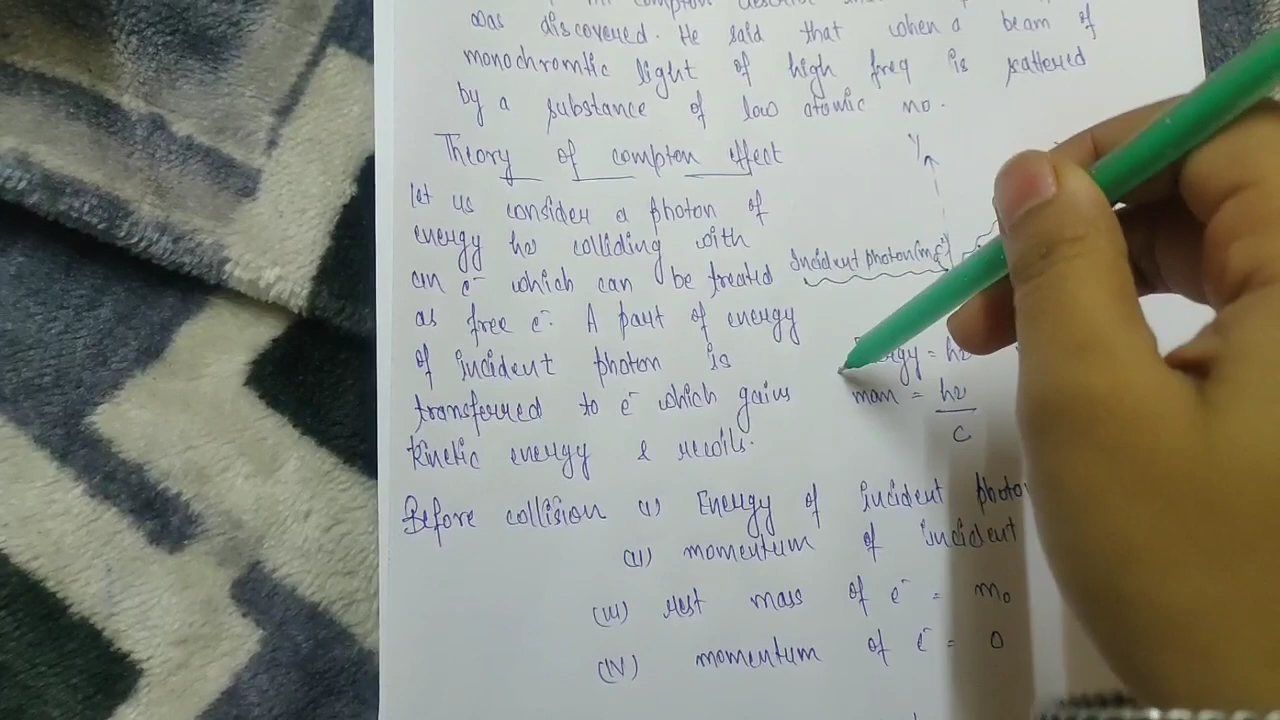 was discovered. He said that when a beam of
monochromtic light of high freq is scattered
by a substance of low atomic no.
Theory of compton effect
let us consider a photon of
energy hν colliding with
an e⁻ which can be treated
as free e⁻. A part of energy
of incident photon is
transferred to e⁻ which gains
kinetic energy & recoils.
Y
Incident photon
= hν
= hν
c
Before collision (i) Energy of incident photon
(ii) momentum of incident
(iii) rest mass of e⁻ = m₀
(iv) momentum of e⁻ = 0